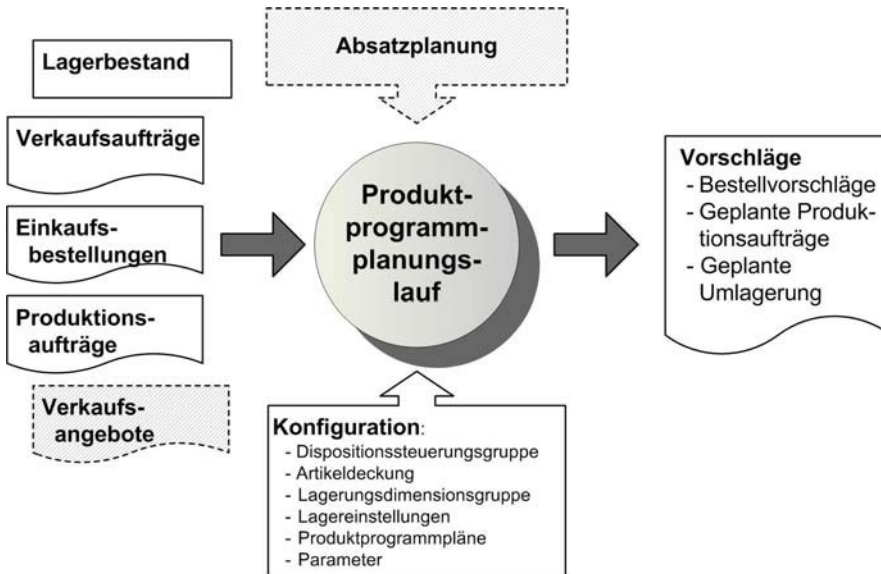 Lagerbestand
Verkaufsaufträge
Einkaufs-
bestellungen
Produktions-
aufträge
Verkaufs-
angebote
Absatzplanung
Produkt-
programm-
planungs-
lauf
Konfiguration:
- Dispositionssteuerungsgruppe
- Artikeldeckung
- Lagerungsdimensionsgruppe
- Lagereinstellungen
- Produktprogrammpläne
- Parameter
Vorschläge
- Bestellvorschläge
- Geplante Produk-
tionsaufträge
- Geplante
Umlagerung